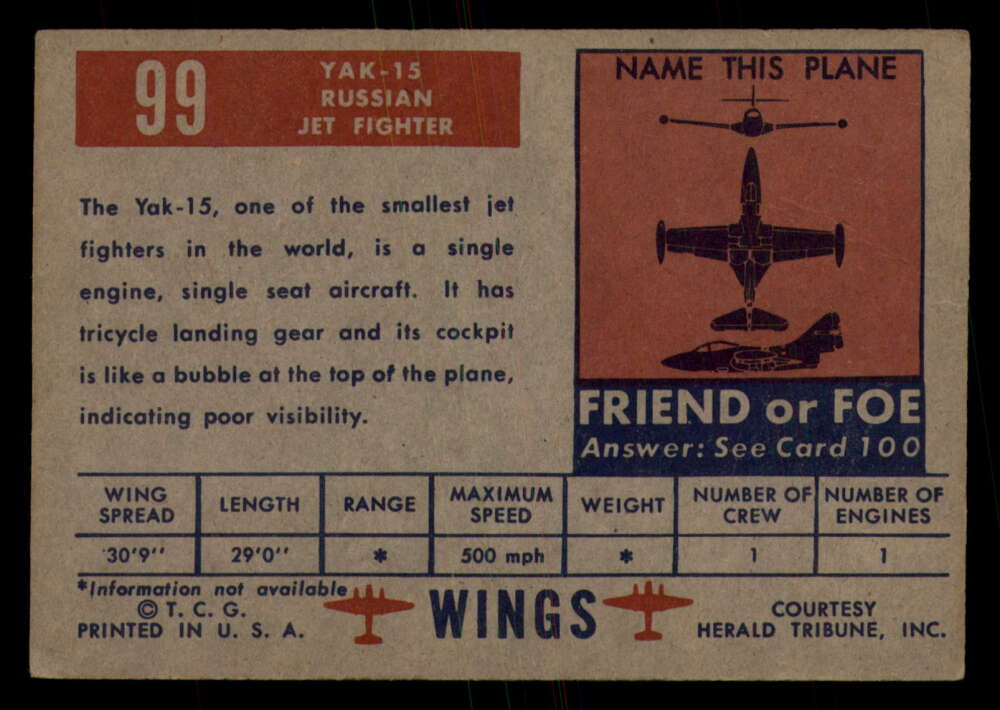 99
YAK-15
RUSSIAN
JET FIGHTER
The Yak-15, one of the smallest jet
fighters in the world, is a single
engine, single seat aircraft. It has
tricycle landing gear and its cockpit
is like a bubble at the top of the plane,
indicating poor visibility.
NAME THIS PLANE
FRIEND or FOE
Answer: See Card 100
WING SPREAD
LENGTH
RANGE
MAXIMUM SPEED
WEIGHT
NUMBER OF CREW
NUMBER OF ENGINES
30'9''
29'0''
*
500 mph
*
1
1
*Information not available
© T. C. G.
PRINTED IN U. S. A.
WINGS
COURTESY
HERALD TRIBUNE, INC.